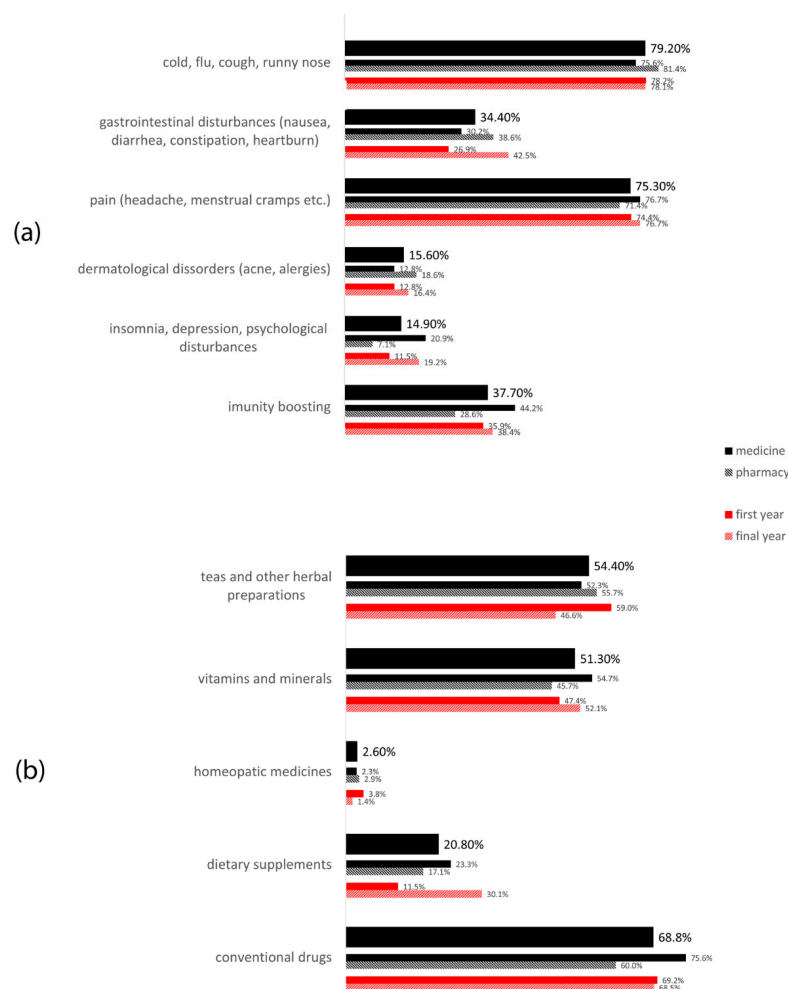 79.20%
cold, flu, cough, runny nose
75.6%
81.4%
78.2%
78.1%
gastrointestinal disturbances (nausea,
diarrhea, constipation, heartburn)
34.40%
30.2%
38.6%
26.9%
42.5%
(a)
pain (headache, menstrual cramps etc.)
75.30%
76.7%
71.4%
74.4%
76.7%
dermatological dissorders (acne, alergies)
15.60%
12.8%
18.6%
12.8%
16.4%
insomnia, depression, psychological
disturbances
14.90%
20.9%
7.1%
11.5%
19.2%
imunity boosting
37.70%
44.2%
28.6%
35.9%
38.4%
medicine
pharmacy
first year
final year
(b)
teas and other herbal
preparations
54.40%
52.3%
55.7%
59.0%
46.6%
vitamins and minerals
51.30%
54.7%
45.7%
47.4%
52.1%
homeopatic medicines
2.60%
2.3%
2.9%
3.8%
1.4%
dietary supplements
20.80%
23.3%
17.1%
11.5%
30.1%
conventional drugs
68.8%
75.6%
60.0%
69.2%
68.5%